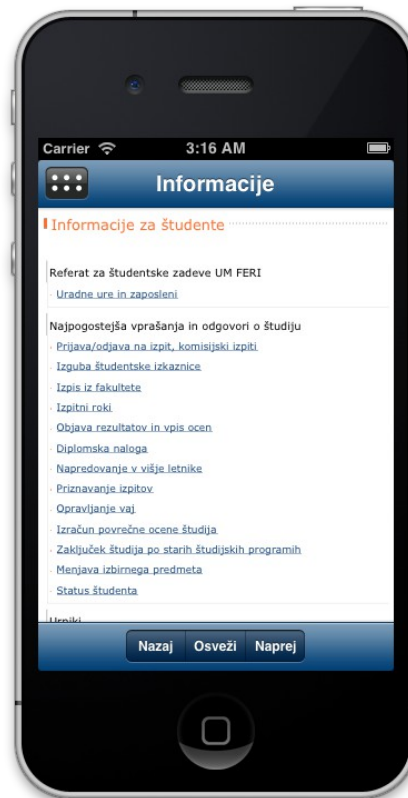 Carrier 3:16 AM
Informacije
Informacije za študente
Referat za študentske zadeve UM FERI
Uradne ure in zaposleni
Najpogostejša vprašanja in odgovori o študiju
Prijava/odjava na izpit, komisijski izpiti
Izguba študentske izkaznice
Izpis iz fakultete
Izpitni roki
Objava rezultatov in vpis ocen
Diplomska naloga
Napredovanje v višje letnike
Priznavanje izpitov
Opravljanje vaj
Izračun povrečne ocene študija
Zaključek študija po starih študijskih programih
Menjava izbirnega predmeta
Status študenta
Urniki
Nazaj Osveži Naprej